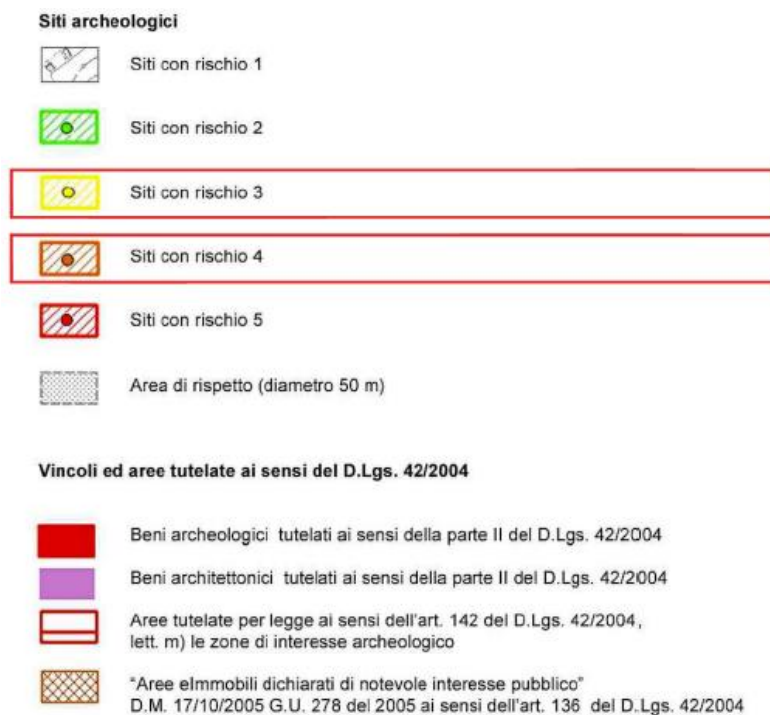 Siti archeologici
Siti con rischio 1
Siti con rischio 2
Siti con rischio 3
Siti con rischio 4
Siti con rischio 5
Area di rispetto (diametro 50 m)
Vincoli ed aree tutelate ai sensi del D.Lgs. 42/2004
Beni archeologici tutelati ai sensi della parte II del D.Lgs. 42/2004
Beni architettonici tutelati ai sensi della parte II del D.Lgs. 42/2004
Aree tutelate per legge ai sensi dell'art. 142 del D.Lgs. 42/2004,
lett. m) le zone di interesse archeologico
"Aree eImmobili dichiarati di notevole interesse pubblico"
D.M. 17/10/2005 G.U. 278 del 2005 ai sensi dell'art. 136 del D.Lgs. 42/2004